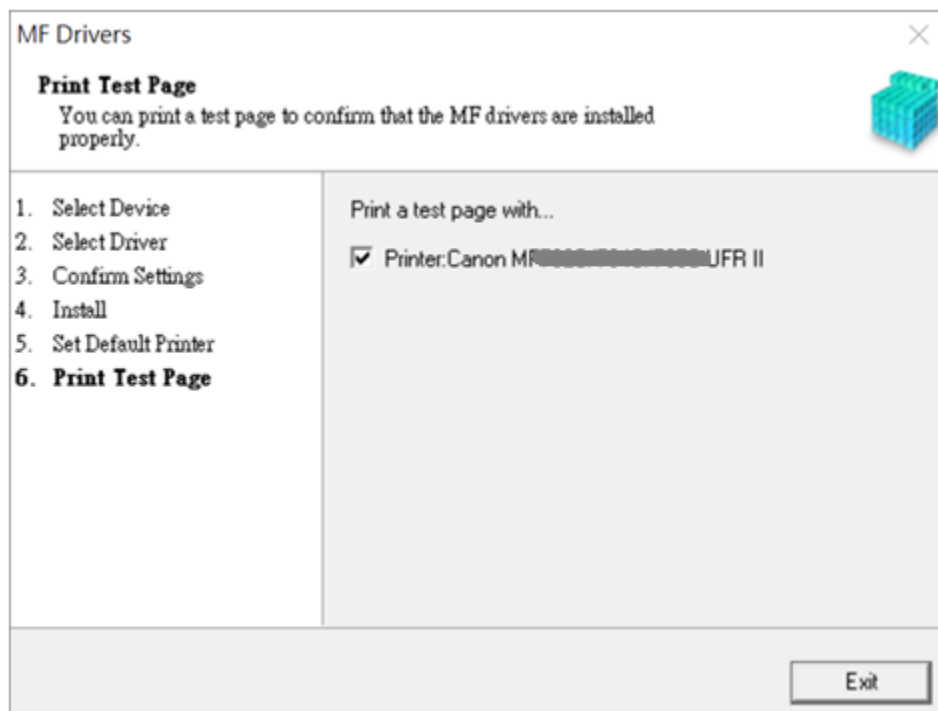 MF Drivers
Print Test Page
You can print a test page to confirm that the MF drivers are installed
properly.
1. Select Device
2. Select Driver
3. Confirm Settings
4. Install
5. Set Default Printer
6. Print Test Page
Print a test page with...
Printer:Canon MF UFR II
Exit